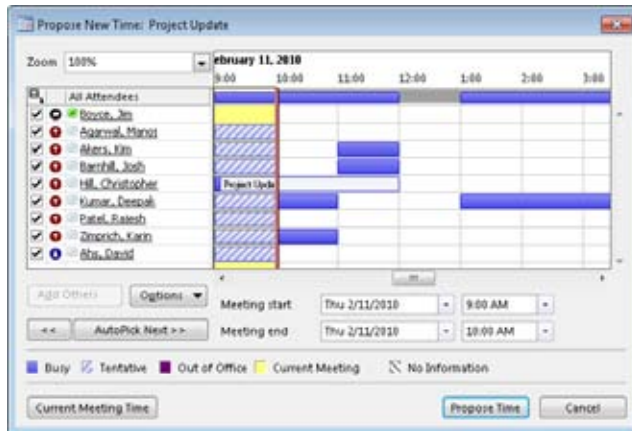 Propose New Time: Project Update
Zoom 100%
ebruary 11, 2010
9:00 10:00 11:00 12:00 1:00 2:00 3:00
All Attendees
Boyce, Jim
Agarwal, Manoj
Akers, Kim
Barnhill, Josh
Hill, Christopher Project Upda
Kumar, Deepak
Patel, Rajesh
Zimprich, Karin
Ahs, David
Add Others Options
Meeting start Thu 2/11/2010 9:00 AM
<< AutoPick Next >> Meeting end Thu 2/11/2010 10:00 AM
Busy Tentative Out of Office Current Meeting No Information
Current Meeting Time Propose Time Cancel